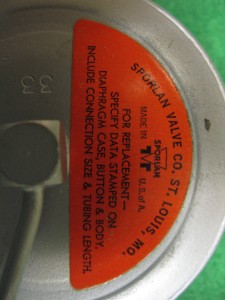 SPORLAN VALVE CO., ST. LOUIS, MO.
SPORLAN
MADE IN U.S. of A.
FOR REPLACEMENT—
SPECIFY DATA STAMPED ON
DIAPHRAGM CASE, BUTTON & BODY.
INCLUDE CONNECTION SIZE & TUBING LENGTH.
33